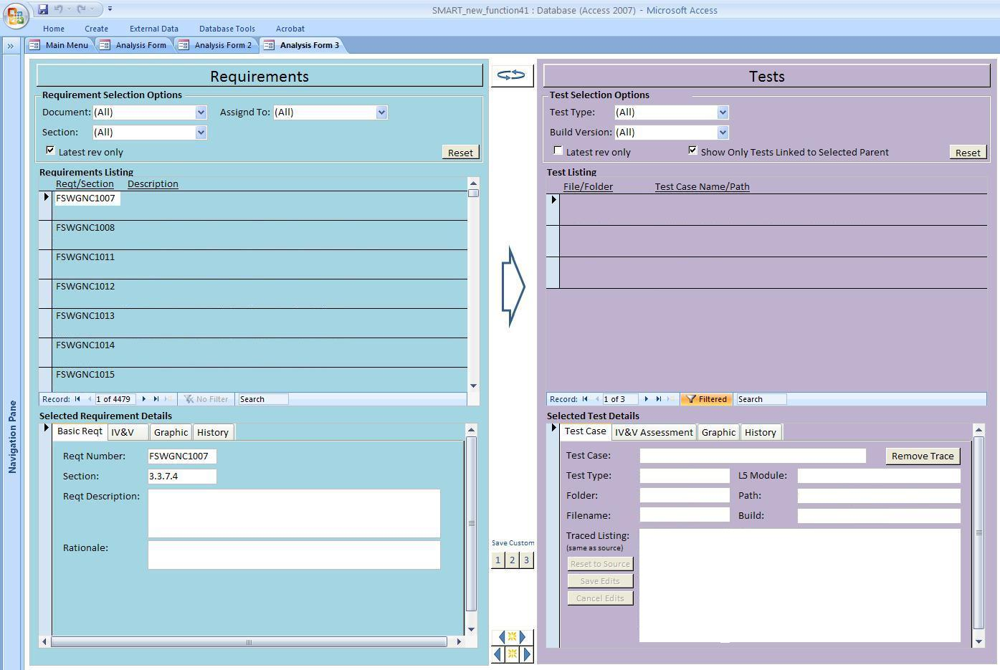 SMART_new_function41 : Database (Access 2007) - Microsoft Access
Home Create External Data Database Tools Acrobat
Main Menu Analysis Form Analysis Form 2 Analysis Form 3
Navigation Pane
Requirements
Requirement Selection Options
Document: (All) Assignd To: (All)
Section: (All)
Latest rev only Reset
Requirements Listing
Reqt/Section Description
FSWGNC1007
FSWGNC1008
FSWGNC1011
FSWGNC1012
FSWGNC1013
FSWGNC1014
FSWGNC1015
Record: 1 of 4479 No Filter Search
Selected Requirement Details
Basic Reqt IV&V Graphic History
Reqt Number: FSWGNC1007
Section: 3.3.7.4
Reqt Description:
Rationale:
Save Custom
1 2 3
Tests
Test Selection Options
Test Type: (All)
Build Version: (All)
Latest rev only Show Only Tests Linked to Selected Parent Reset
Test Listing
File/Folder Test Case Name/Path
Record: 1 of 3 Filtered Search
Selected Test Details
Test Case IV&V Assessment Graphic History
Test Case: Remove Trace
Test Type: L5 Module:
Folder: Path:
Filename: Build:
Traced Listing:
(same as source)
Reset to Source
Save Edits
Cancel Edits